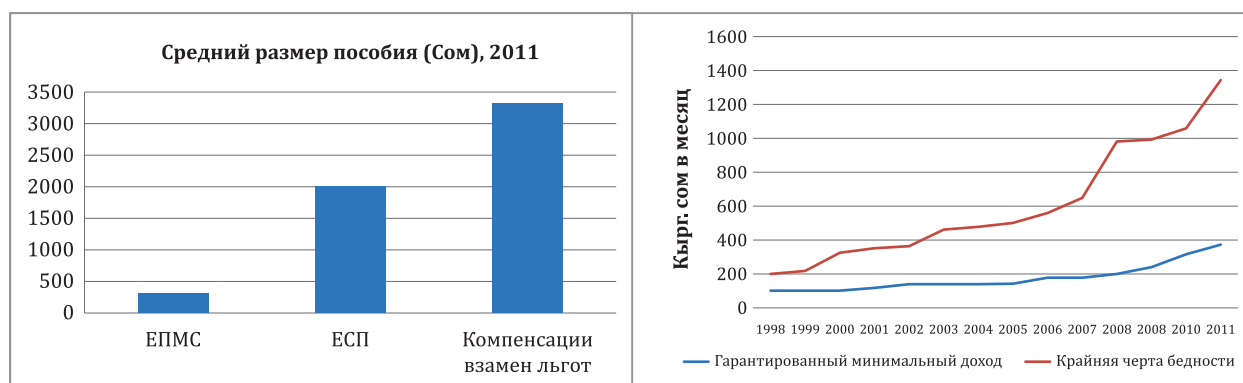 Средний размер пособия (Сом), 2011
3500
3000
2500
2000
1500
1000
500
0
ЕПМС
ЕСП
Компенсации
взамен льгот
Кырг. сом в месяц
1600
1400
1200
1000
800
600
400
200
0
1998 1999 2000 2001 2002 2003 2004 2005 2006 2007 2008 2008 2010 2011
Гарантированный минимальный доход
Крайняя черта бедности